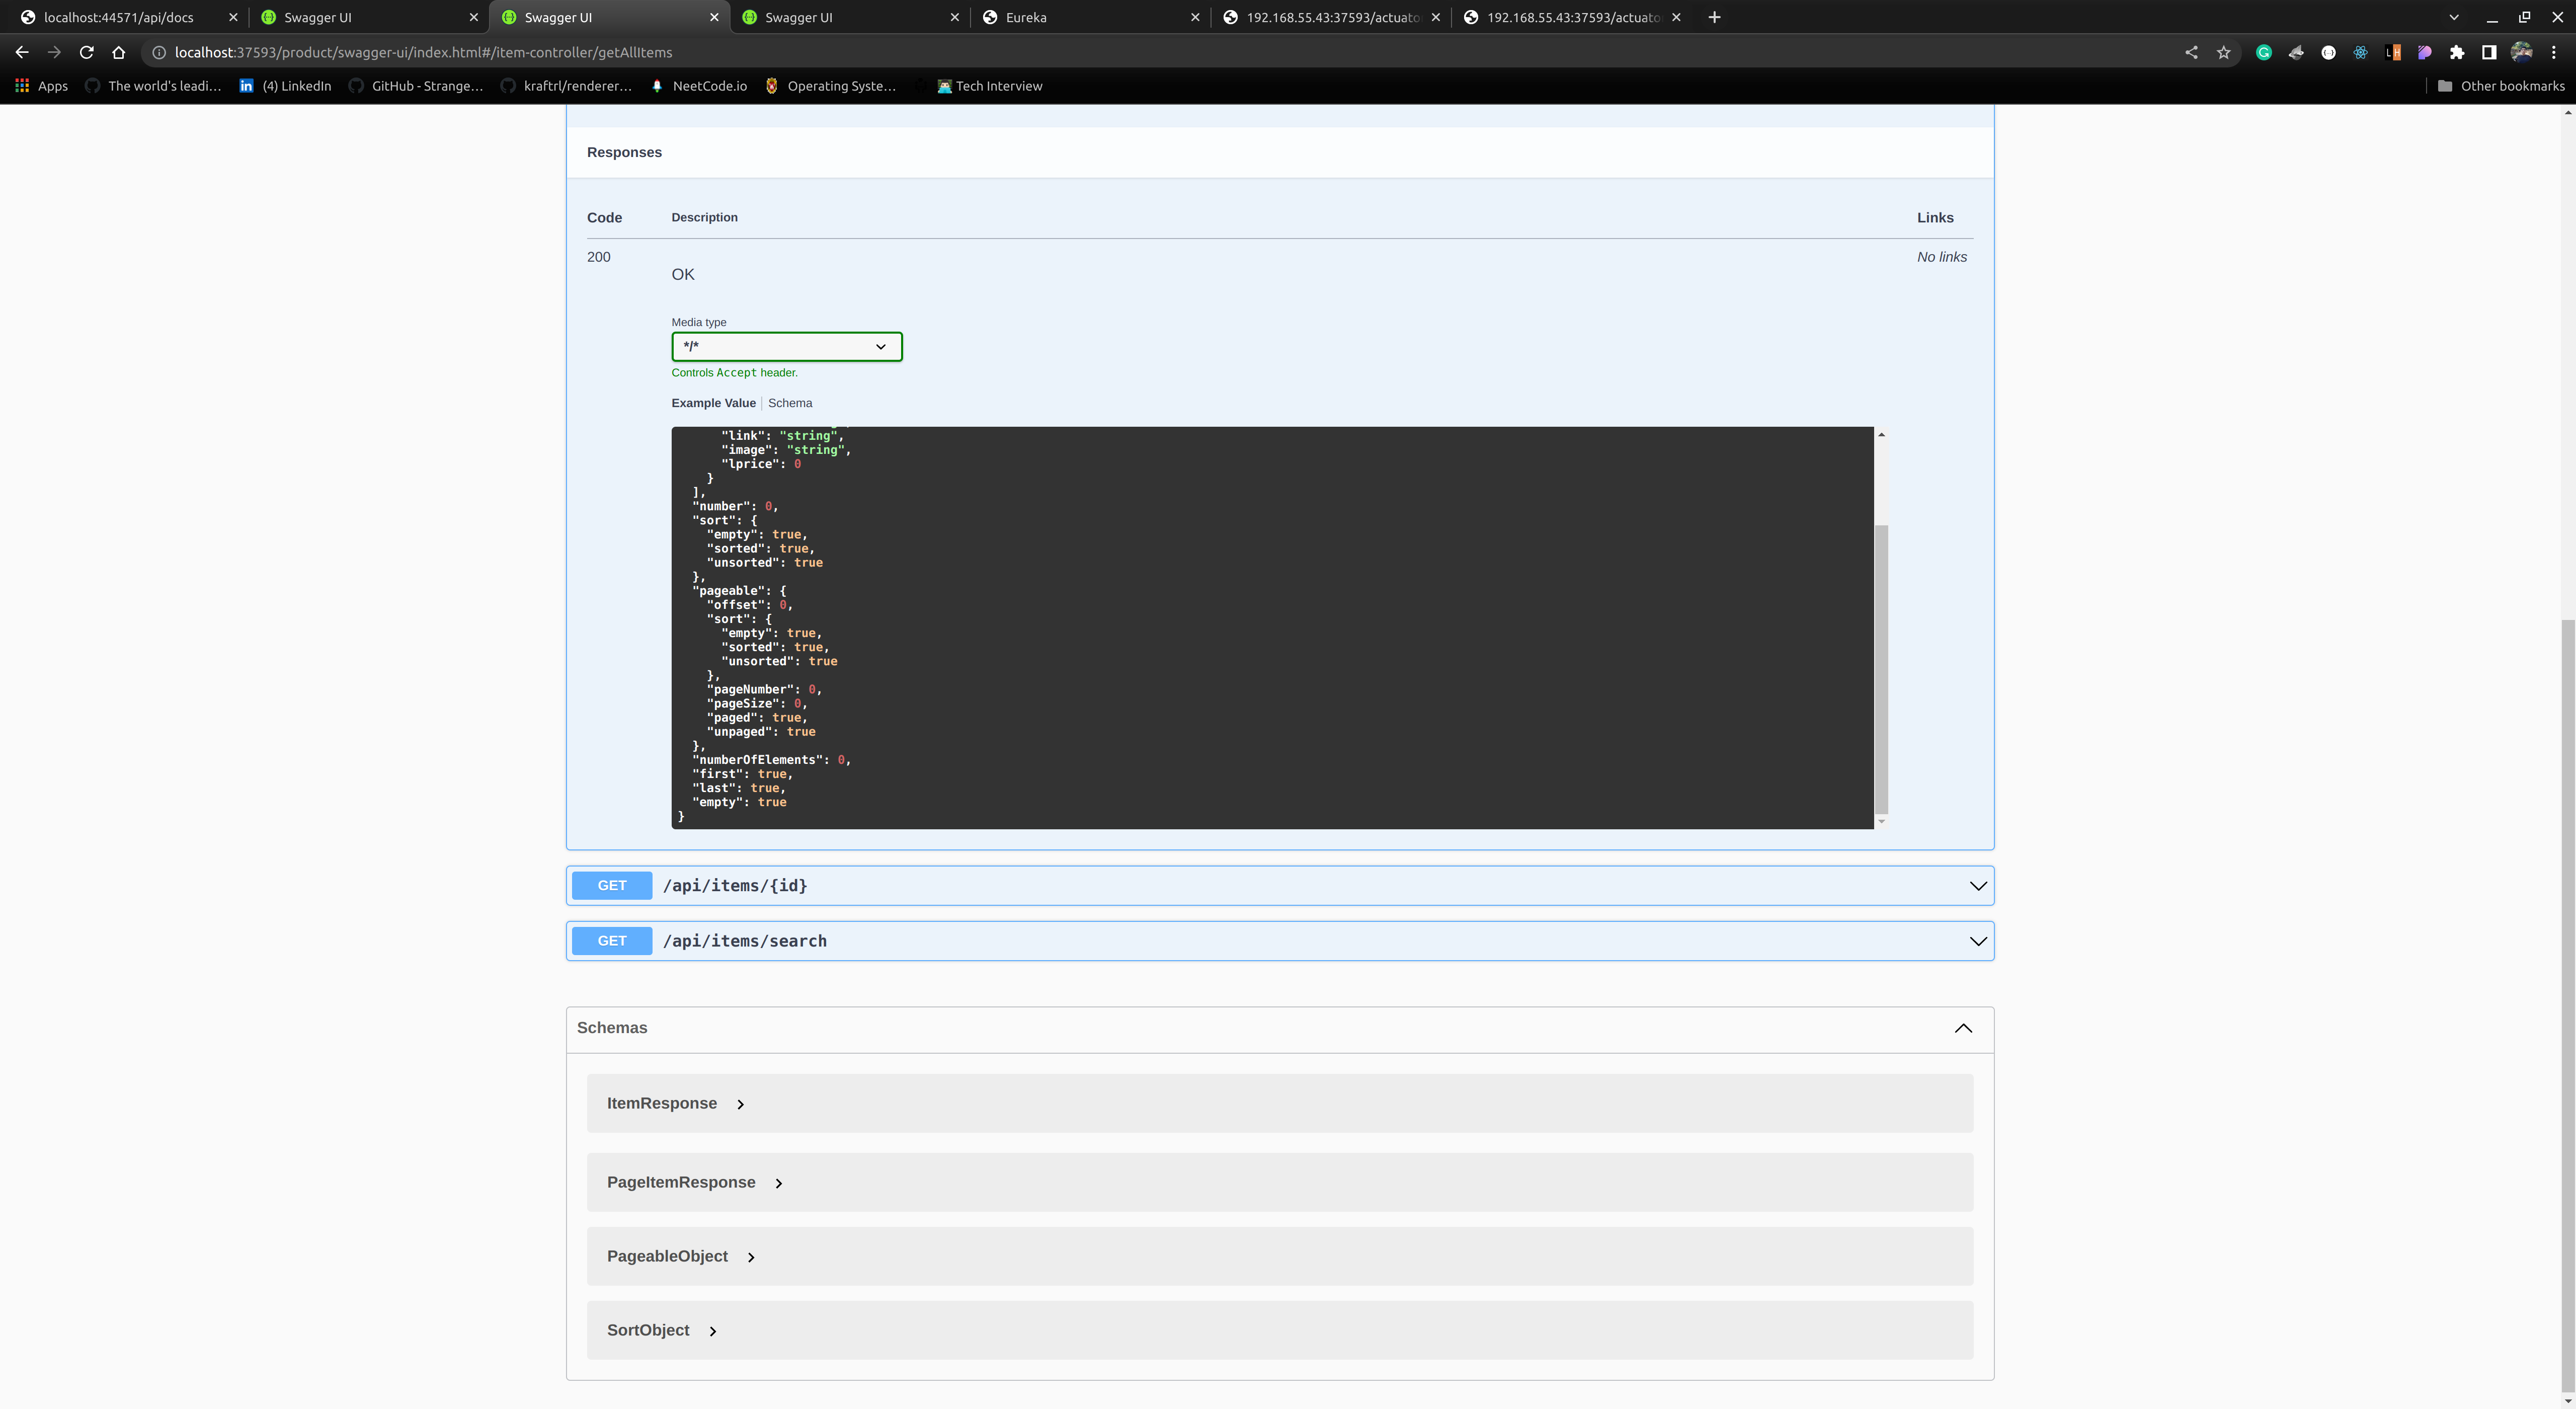 localhost:44571/api/docs
Swagger UI
Swagger UI
Swagger UI
Eureka
192.168.55.43:37593/actuato
192.168.55.43:37593/actuato
localhost:37593/product/swagger-ui/index.html#/item-controller/getAllItems
Apps
The world's leadi...
(4) LinkedIn
GitHub - Strange...
kraftrl/renderer...
NeetCode.io
Operating Syste...
Tech Interview
Other bookmarks
Responses
Code Description Links
200 OK No links
Media type
*/*
Controls Accept header.
Example Value Schema
"link": "string",
"image": "string",
"lprice": 0
}
],
"number": 0,
"sort": {
"empty": true,
"sorted": true,
"unsorted": true
},
"pageable": {
"offset": 0,
"sort": {
"empty": true,
"sorted": true,
"unsorted": true
},
"pageNumber": 0,
"pageSize": 0,
"paged": true,
"unpaged": true
},
"numberOfElements": 0,
"first": true,
"last": true,
"empty": true
}
GET /api/items/{id}
GET /api/items/search
Schemas
ItemResponse
PageItemResponse
PageableObject
SortObject